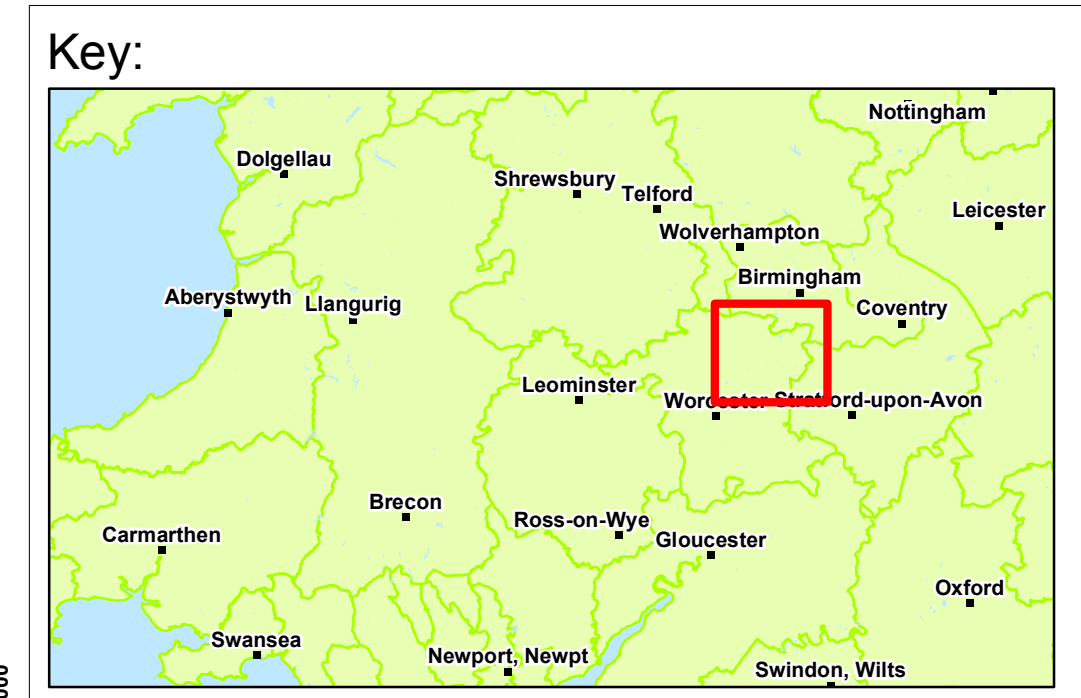 Key:
Nottingham
Dolgellau
Shrewsbury
Telford
Leicester
Wolverhampton
Birmingham
Aberystwyth
Llangurig
Coventry
Leominster
Worcester
Stratford-upon-Avon
Brecon
Ross-on-Wye
Carmarthen
Gloucester
Oxford
Swansea
Newport, Newpt
Swindon, Wilts